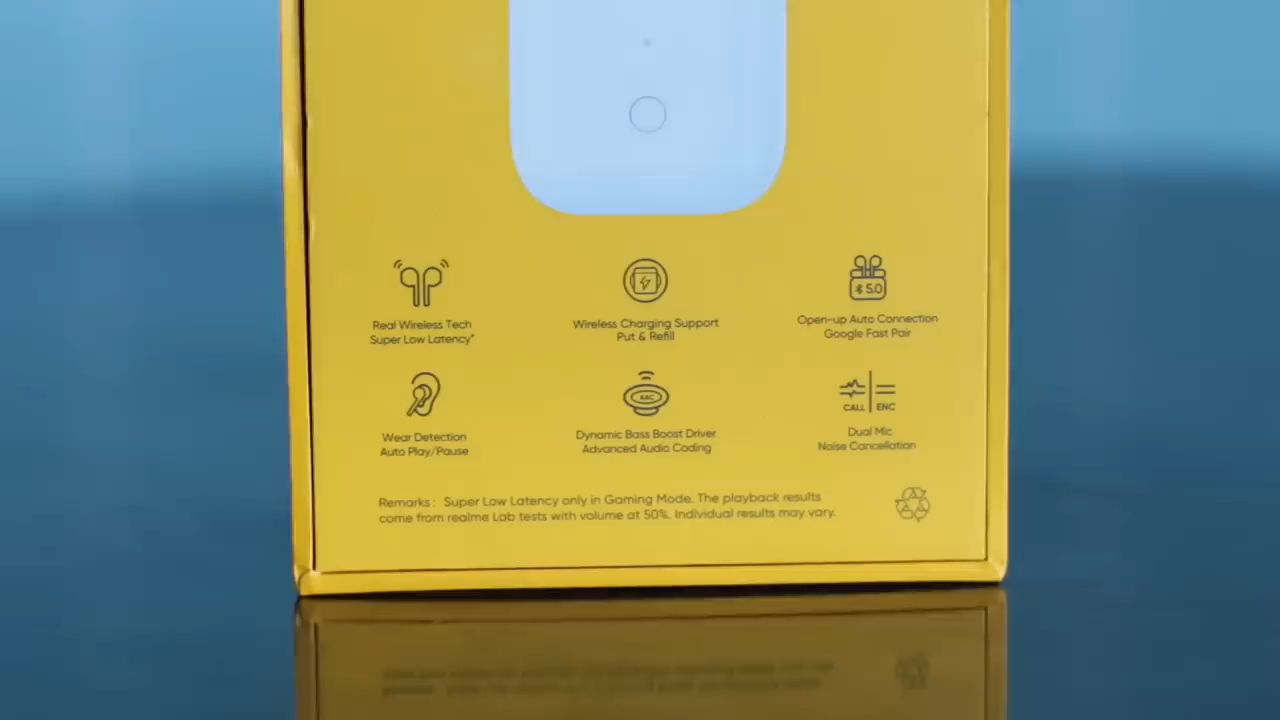 Real Wireless Tech
Super Low Latency*
Wireless Charging Support
Put & Refill
5.0
Open-up Auto Connection
Google Fast Pair
Wear Detection
Auto Play/Pause
AAC
Dynamic Bass Boost Driver
Advanced Audio Coding
CALL ENC
Dual Mic
Noise Cancellation
Remarks : Super Low Latency only in Gaming Mode. The playback results
come from realme Lab tests with volume at 50%. Individual results may vary.